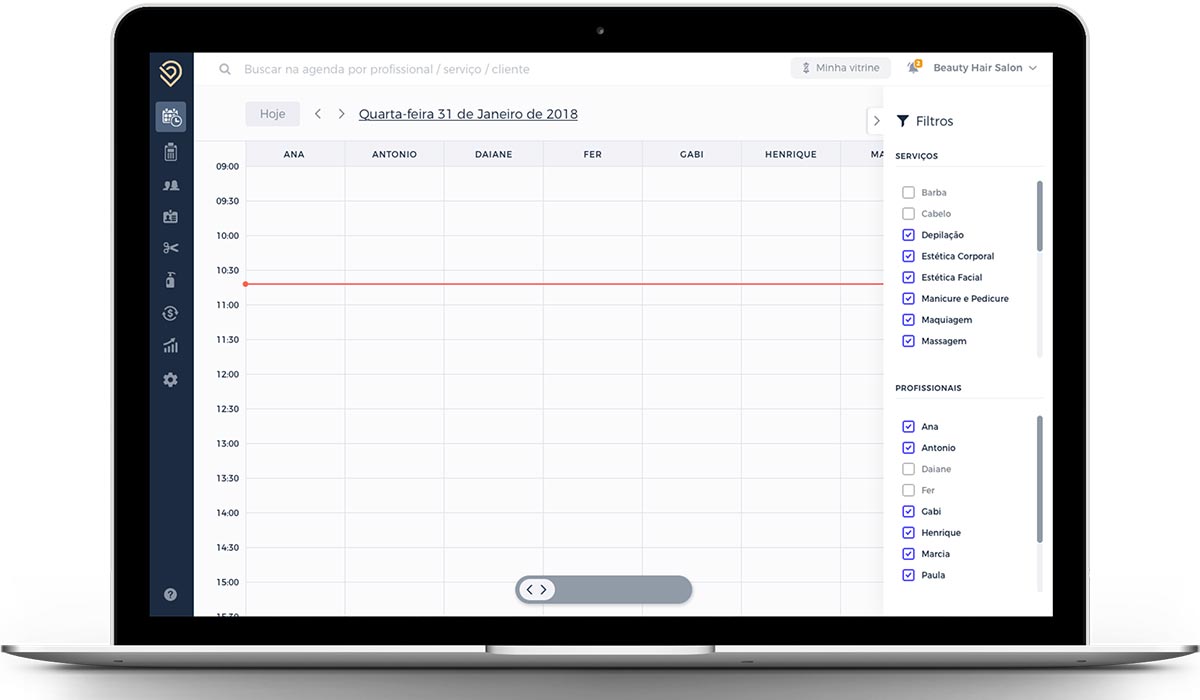 Buscar na agenda por profissional / serviço / cliente
Minha vitrine
2
Beauty Hair Salon
Hoje
Quarta-feira 31 de Janeiro de 2018
ANA ANTONIO DAIANE FER GABI HENRIQUE MA
09:00
09:30
10:00
10:30
11:00
11:30
12:00
12:30
13:00
13:30
14:00
14:30
15:00
15:30
Filtros
SERVIÇOS
Barba
Cabelo
Depilação
Estética Corporal
Estética Facial
Manicure e Pedicure
Maquiagem
Massagem
PROFISSIONAIS
Ana
Antonio
Daiane
Fer
Gabi
Henrique
Marcia
Paula